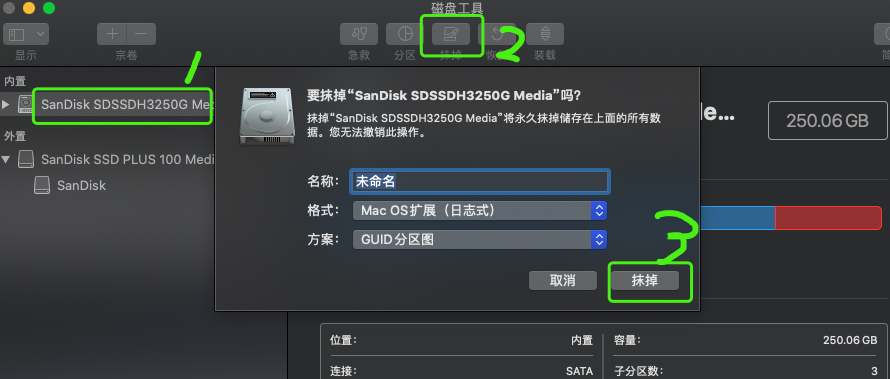 磁盘工具
显示
宗卷
急救
分区
抹掉
装载
1
2
内置
SanDisk SDSSDH3250G Me
外置
SanDisk SSD PLUS 100 Medi
SanDisk
要抹掉“SanDisk SDSSDH3250G Media”吗？
抹掉“SanDisk SDSSDH3250G Media”将永久抹掉储存在上面的所有数
据。您无法撤销此操作。
名称： 未命名
格式： Mac OS扩展（日志式）
方案： GUID分区图
3
取消
抹掉
le...
250.06 GB
位置： 内置
容量： 250.06 GB
连接： SATA
子分区数： 3